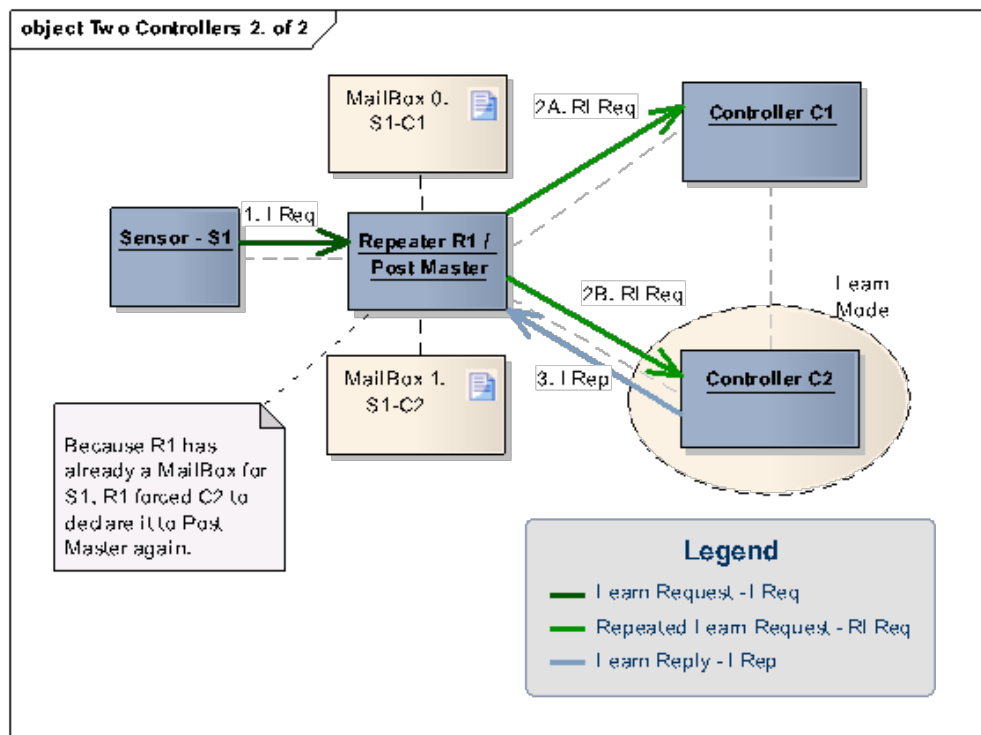 object Two Controllers 2. of 2
MailBox 0.
S1-C1
2A. Rl Req
Controller C1
1. l Req
Sensor - S1
Repeater R1 /
Post Master
2B. Rl Req
Learn
Mode
3. l Rep
Controller C2
MailBox 1.
S1-C2
Because R1 has
already a MailBox for
S1, R1 forced C2 to
declare it to Post
Master again.
Legend
Learn Request - l Req
Repeated Learn Request - Rl Req
Learn Reply - l Rep